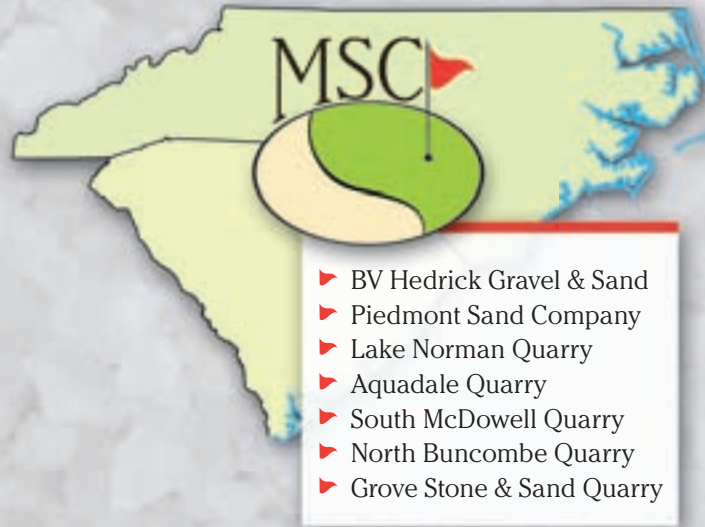 MSC
BV Hedrick Gravel & Sand
Piedmont Sand Company
Lake Norman Quarry
Aquadale Quarry
South McDowell Quarry
North Buncombe Quarry
Grove Stone & Sand Quarry